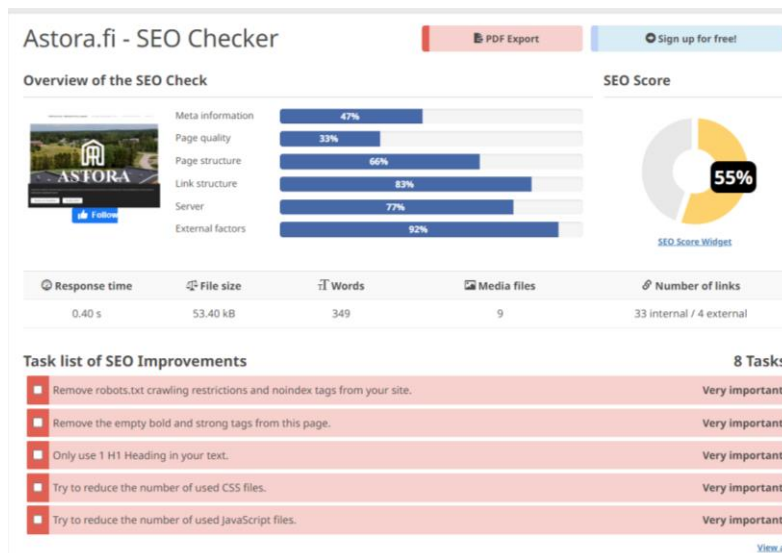 Astora.fi - SEO Checker
PDF Export
Sign up for free!
Overview of the SEO Check
SEO Score
ASTORA
Follow
Meta information 47%
Page quality 33%
Page structure 66%
Link structure 83%
Server 77%
External factors 92%
55%
SEO Score Widget
Response time File size Words Media files Number of links
0.40 s 53.40 kB 349 9 33 internal / 4 external
Task list of SEO Improvements 8 Tasks
Remove robots.txt crawling restrictions and noindex tags from your site. Very important
Remove the empty bold and strong tags from this page. Very important
Only use 1 H1 Heading in your text. Very important
Try to reduce the number of used CSS files. Very important
Try to reduce the number of used JavaScript files. Very important
View